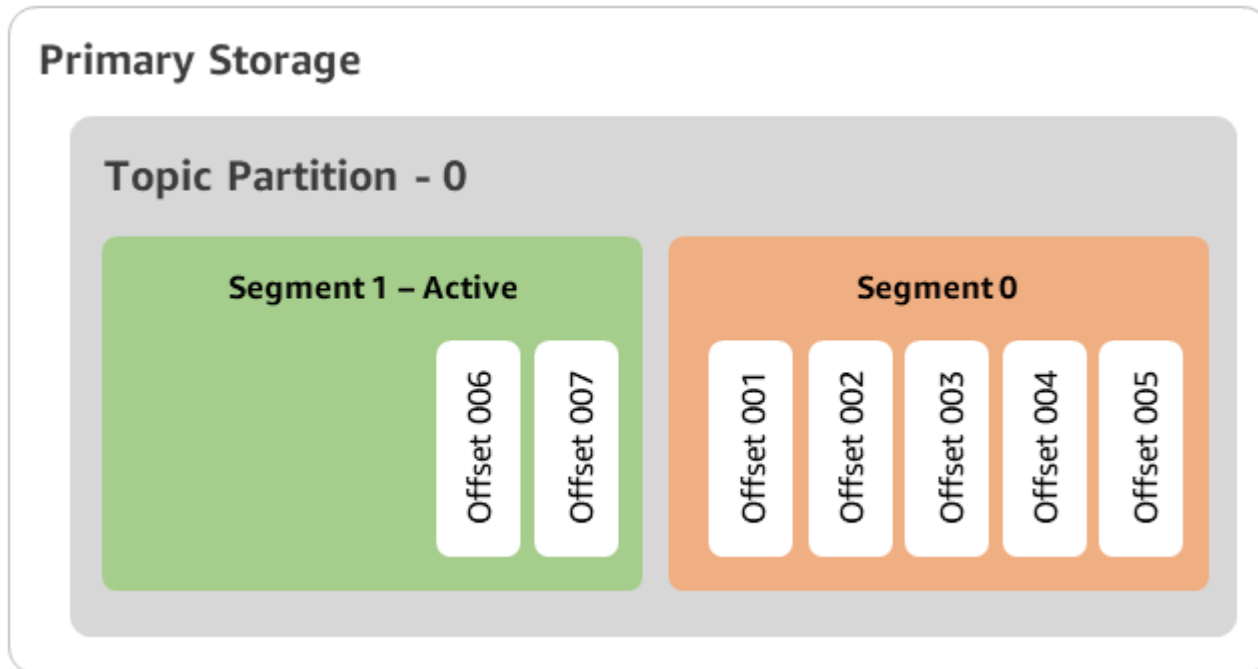 Primary Storage
Topic Partition - 0
Segment 1 – Active
Offset 006
Offset 007
Segment 0
Offset 001
Offset 002
Offset 003
Offset 004
Offset 005